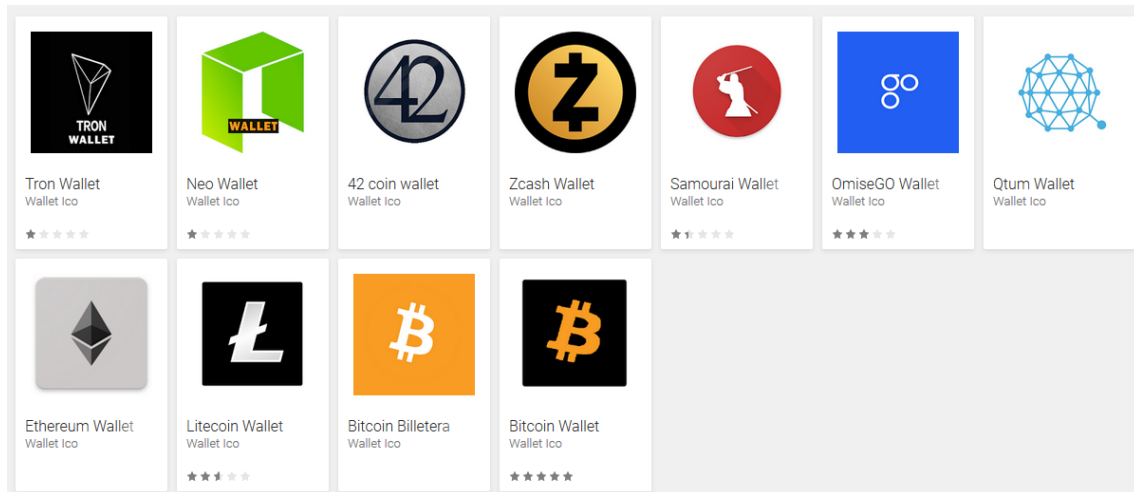 TRON
WALLET
WALLET
42
go
Tron Wallet
Wallet Ico
Neo Wallet
Wallet Ico
42 coin wallet
Wallet Ico
Zcash Wallet
Wallet Ico
Samourai Wallet
Wallet Ico
OmiseGO Wallet
Wallet Ico
Qtum Wallet
Wallet Ico
Ethereum Wallet
Wallet Ico
Litecoin Wallet
Wallet Ico
Bitcoin Billetera
Wallet Ico
Bitcoin Wallet
Wallet Ico